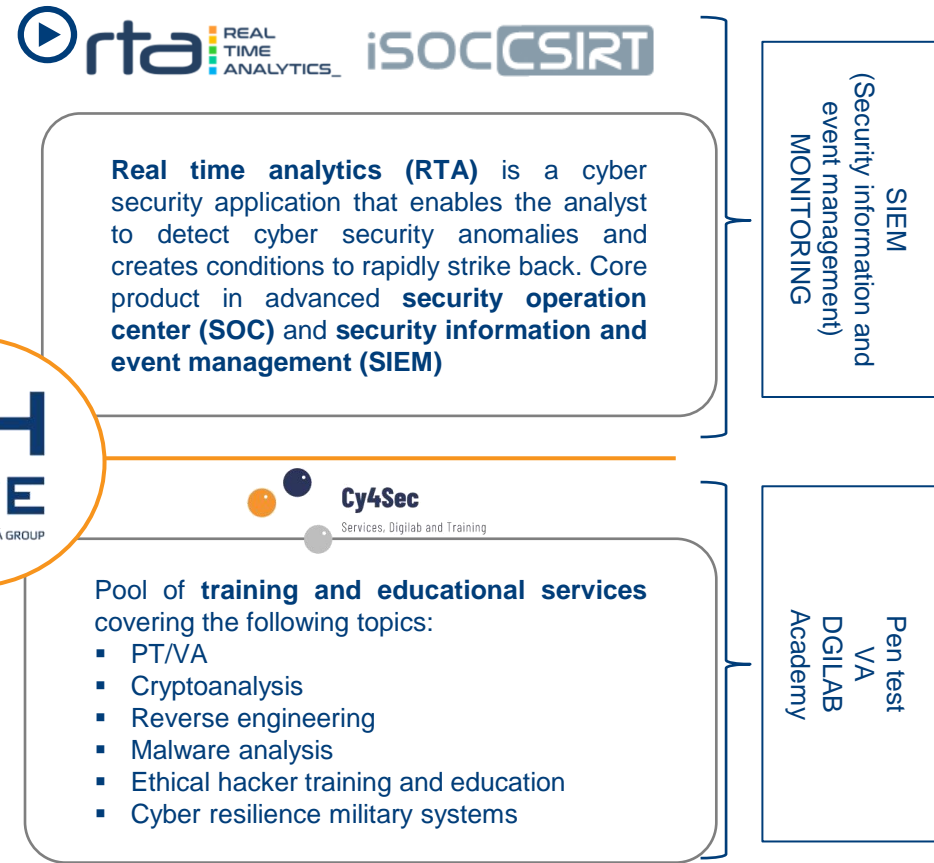 rta REAL
TIME
ANALYTICS_
iSOC CSIRT
Real time analytics (RTA) is a cyber
security application that enables the analyst
to detect cyber security anomalies and
creates conditions to rapidly strike back. Core
product in advanced security operation
center (SOC) and security information and
event management (SIEM)
SIEM
(Security information and
event management)
MONITORING
E
A GROUP
Cy4Sec
Services, Digilab and Training
Pool of training and educational services
covering the following topics:
▪ PT/VA
▪ Cryptoanalysis
▪ Reverse engineering
▪ Malware analysis
▪ Ethical hacker training and education
▪ Cyber resilience military systems
Pen test
VA
DGILAB
Academy